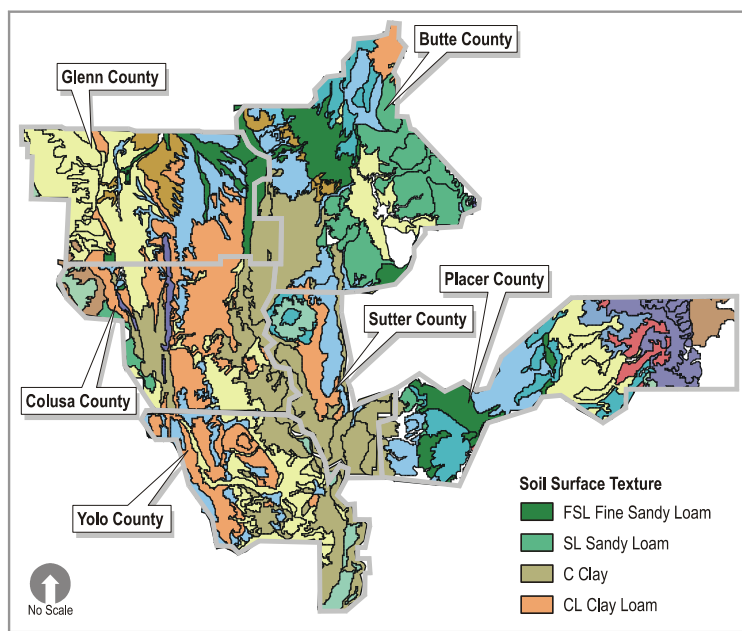 Butte County
Glenn County
Placer County
Sutter County
Colusa County
Yolo County
Soil Surface Texture
FSL Fine Sandy Loam
SL Sandy Loam
C Clay
CL Clay Loam
No Scale